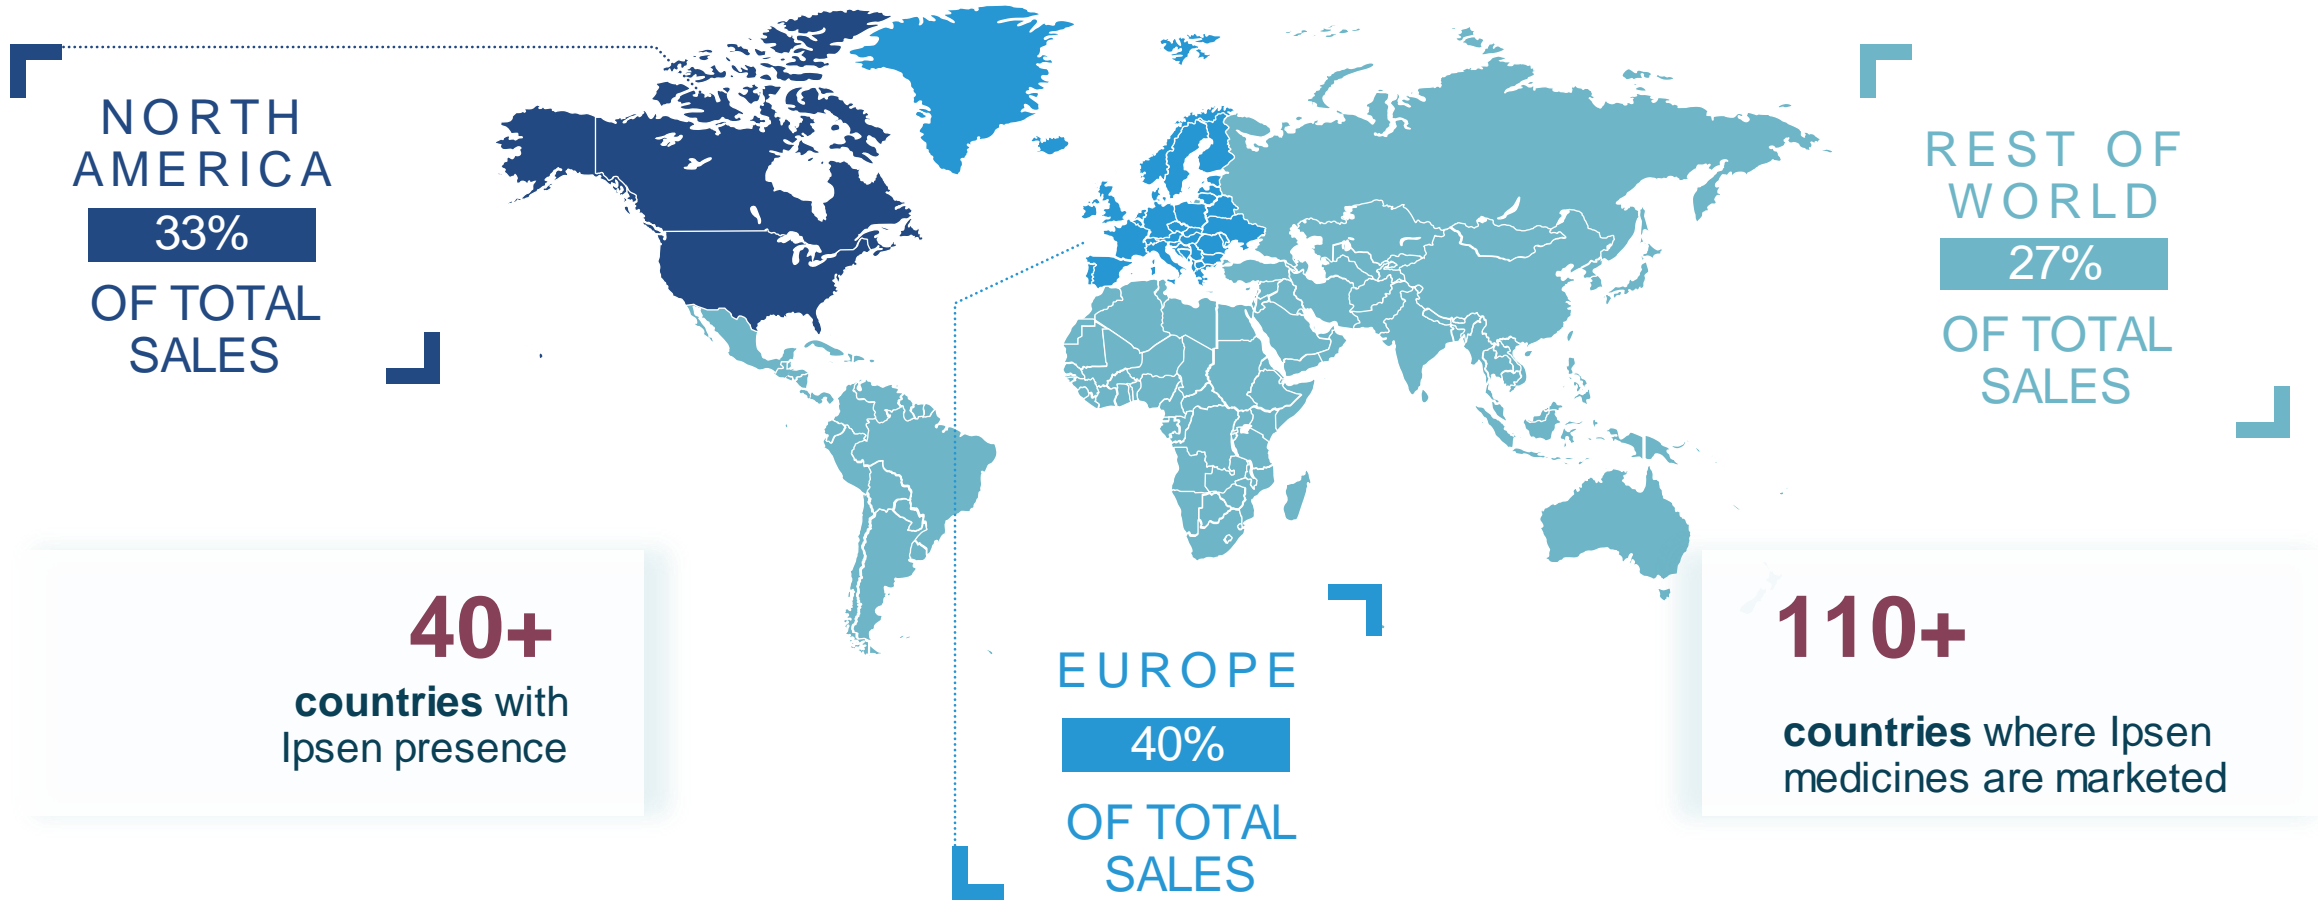 NORTH
AMERICA
33%
OF TOTAL
SALES
REST OF
WORLD
27%
OF TOTAL
SALES
40+
countries with
Ipsen presence
EUROPE
40%
OF TOTAL
SALES
110+
countries where Ipsen
medicines are marketed